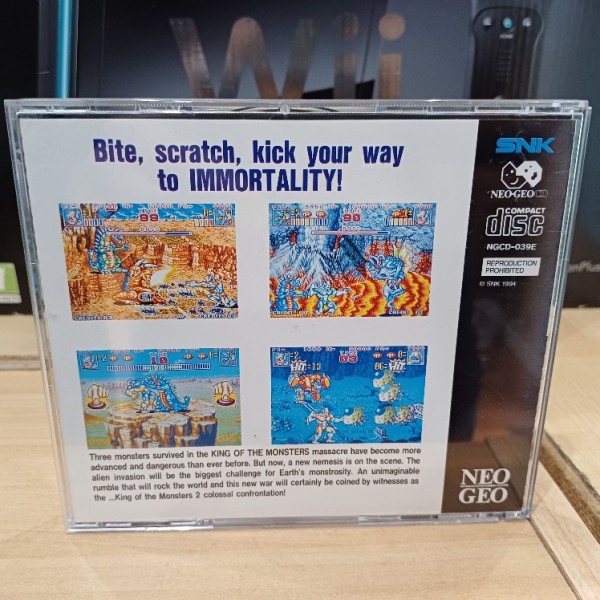 Wii
Bite, scratch, kick your way
to IMMORTALITY!
SNK
NEO·GEO CD
COMPACT
disc
NGCD-039E
REPRODUCTION
PROHIBITED
© SNK 1994
99
90
Three monsters survived in the KING OF THE MONSTERS massacre have become more
advanced and dangerous than ever before. But now, a new nemesis is on the scene. The
alien invasion will be the biggest challenge for Earth's monstrosity. An unimaginable
rumble that will rock the world and this new war will certainly be coined by witnesses as
the ...King of the Monsters 2 colossal confrontation!
NEO
GEO